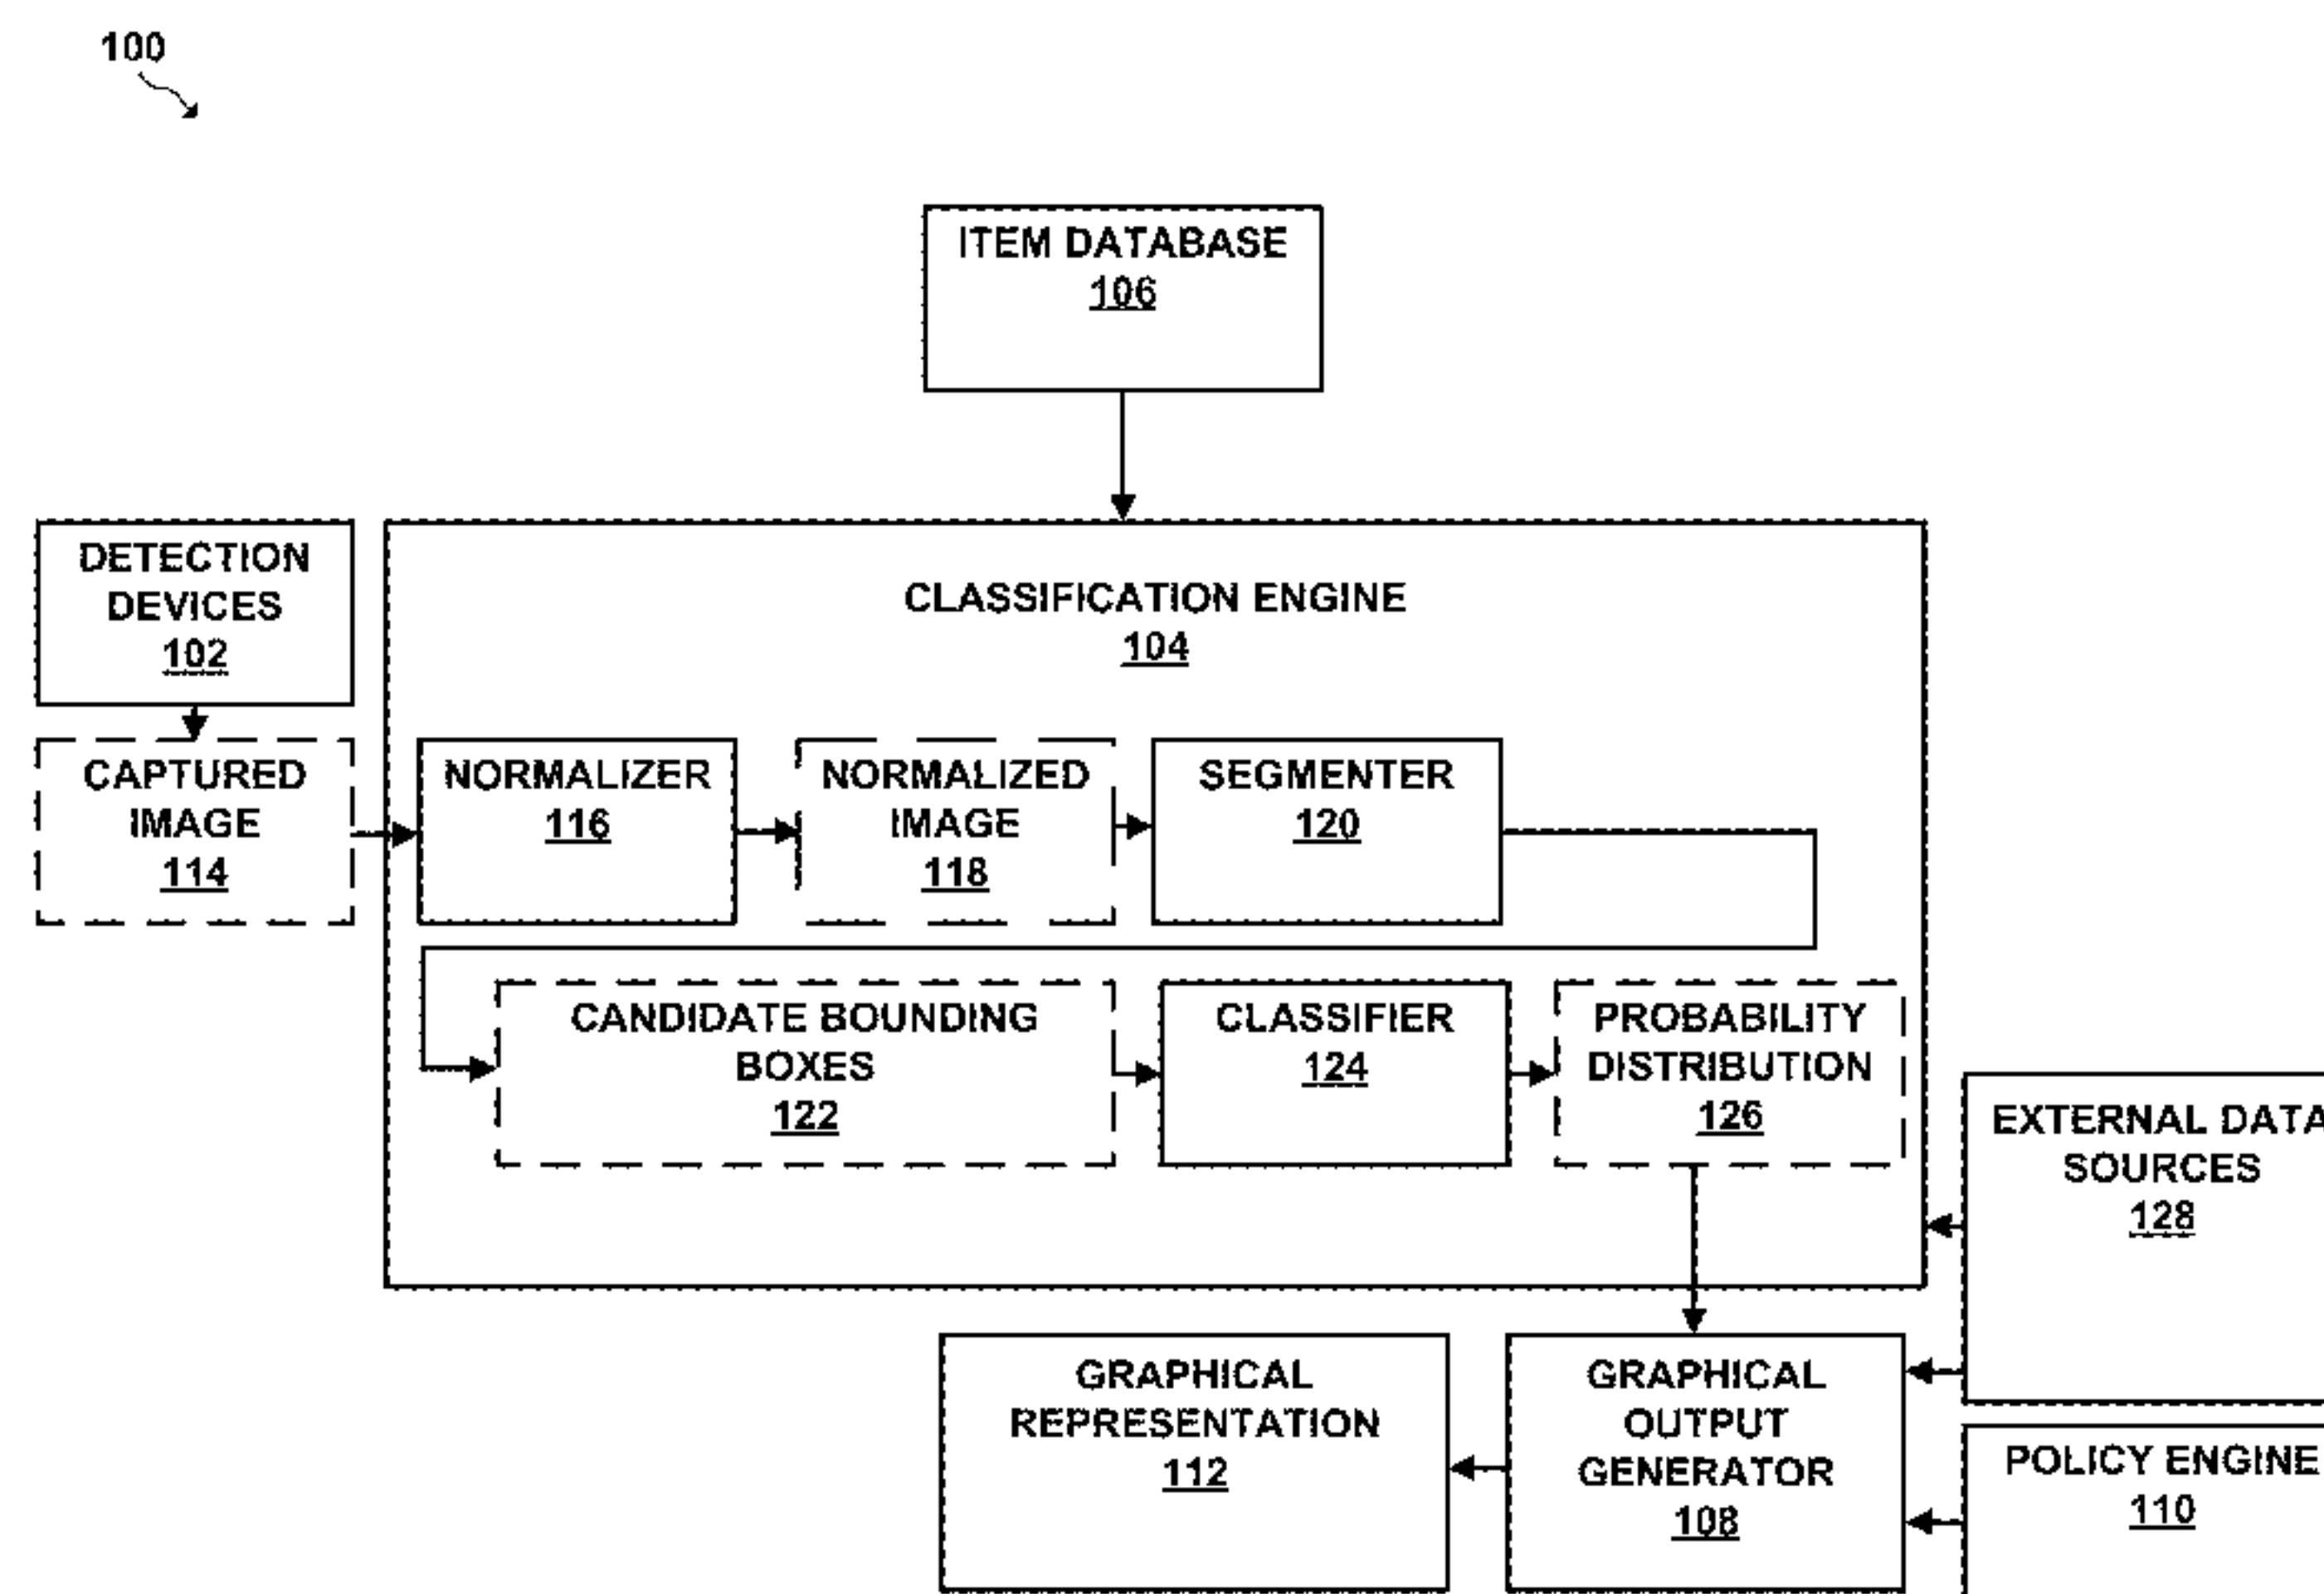 100
ITEM DATABASE
106
DETECTION
DEVICES
102
CLASSIFICATION ENGINE
104
CAPTURED
IMAGE
114
NORMALIZER
116
NORMALIZED
IMAGE
118
SEGMENTER
120
CANDIDATE BOUNDING
BOXES
122
CLASSIFIER
124
PROBABILITY
DISTRIBUTION
126
EXTERNAL DATA
SOURCES
128
GRAPHICAL
REPRESENTATION
112
GRAPHICAL
OUTPUT
GENERATOR
108
POLICY ENGINE
110